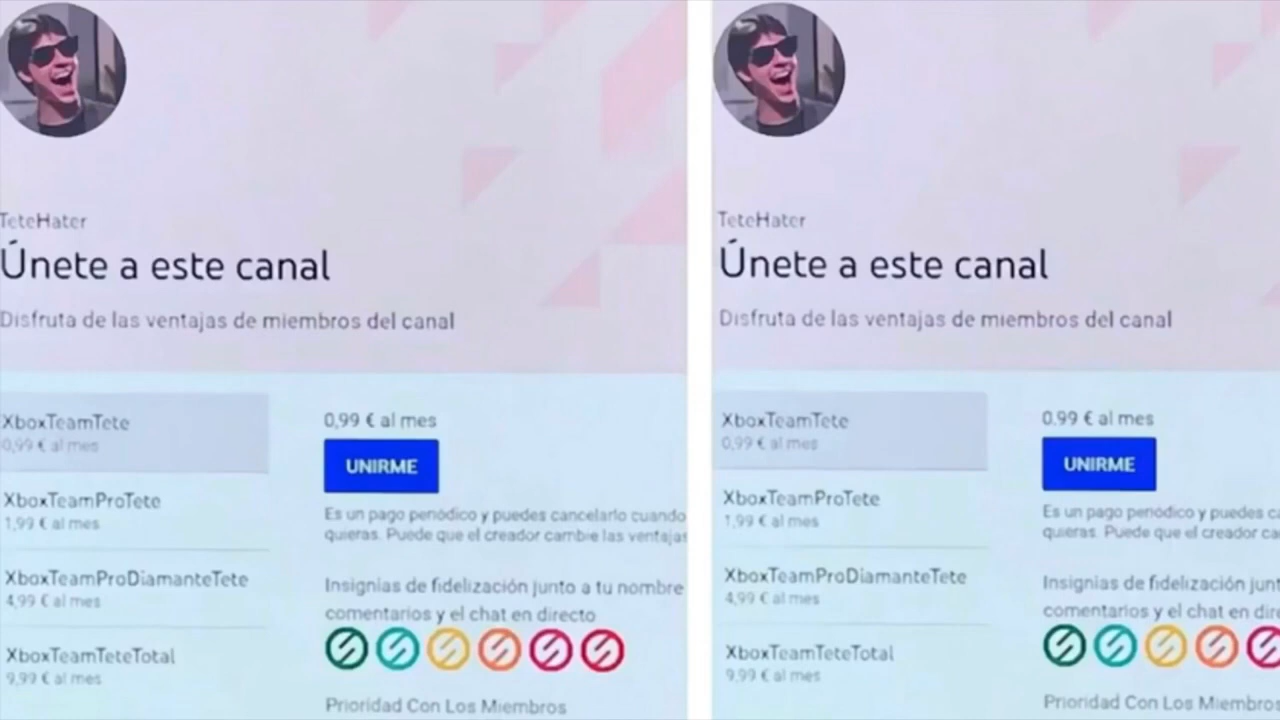 TeteHater
Únete a este canal
Disfruta de las ventajas de miembros del canal
XboxTeamTete
0,99 € al mes
XboxTeamProTete
1,99 € al mes
XboxTeamProDiamanteTete
4,99 € al mes
XboxTeamTeteTotal
9,99 € al mes
0,99 € al mes
UNIRME
Es un pago periódico y puedes cancelarlo cuando
quieras. Puede que el creador cambie las ventajas
Insignias de fidelización junto a tu nombre
comentarios y el chat en directo
Prioridad Con Los Miembros
TeteHater
Únete a este canal
Disfruta de las ventajas de miembros del canal
XboxTeamTete
0,99 € al mes
XboxTeamProTete
1,99 € al mes
XboxTeamProDiamanteTete
4,99 € al mes
XboxTeamTeteTotal
9,99 € al mes
0,99 € al mes
UNIRME
Es un pago periódico y puedes
quieras. Puede que el creador
Insignias de fidelización
comentarios y el chat en
Prioridad Con Los Miembros